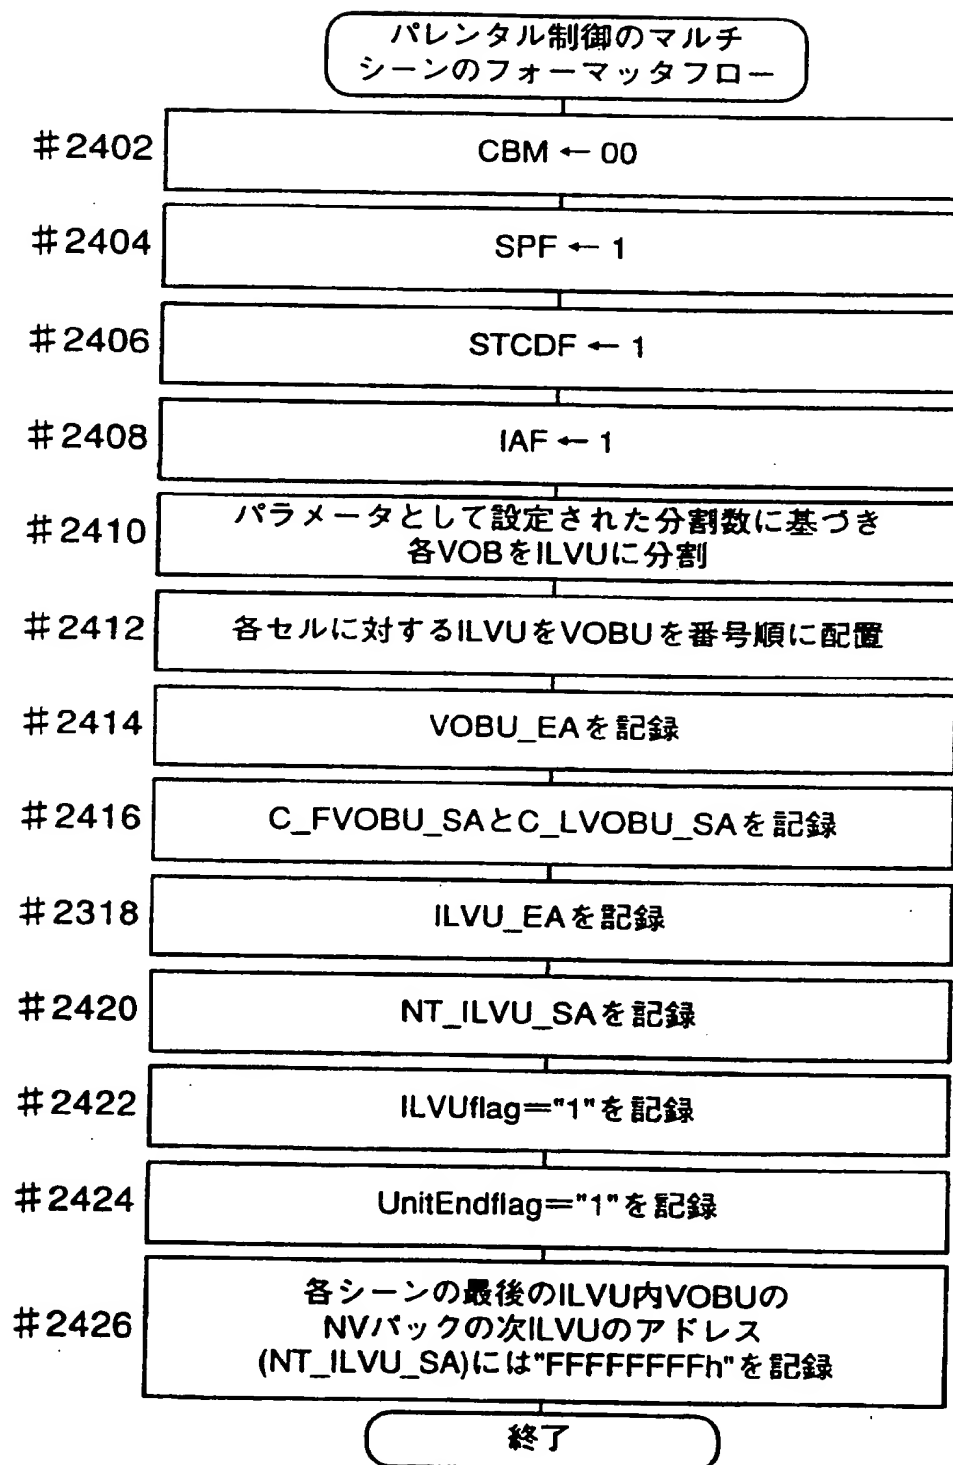 パレンタル制御のマルチ
シーンのフォーマッタフロー
#2402
CBM ← 00
#2404
SPF ← 1
#2406
STCDF ← 1
#2408
IAF ← 1
#2410
パラメータとして設定された分割数に基づき
各VOBをILVUに分割
#2412
各セルに対するILVUをVOBUを番号順に配置
#2414
VOBU_EAを記録
#2416
C_FVOBU_SAとC_LVOBU_SAを記録
#2318
ILVU_EAを記録
#2420
NT_ILVU_SAを記録
#2422
ILVUflag="1"を記録
#2424
UnitEndflag="1"を記録
#2426
各シーンの最後のILVU内VOBUの
NVパックの次ILVUのアドレス
(NT_ILVU_SA)には"FFFFFFFFh"を記録
終了